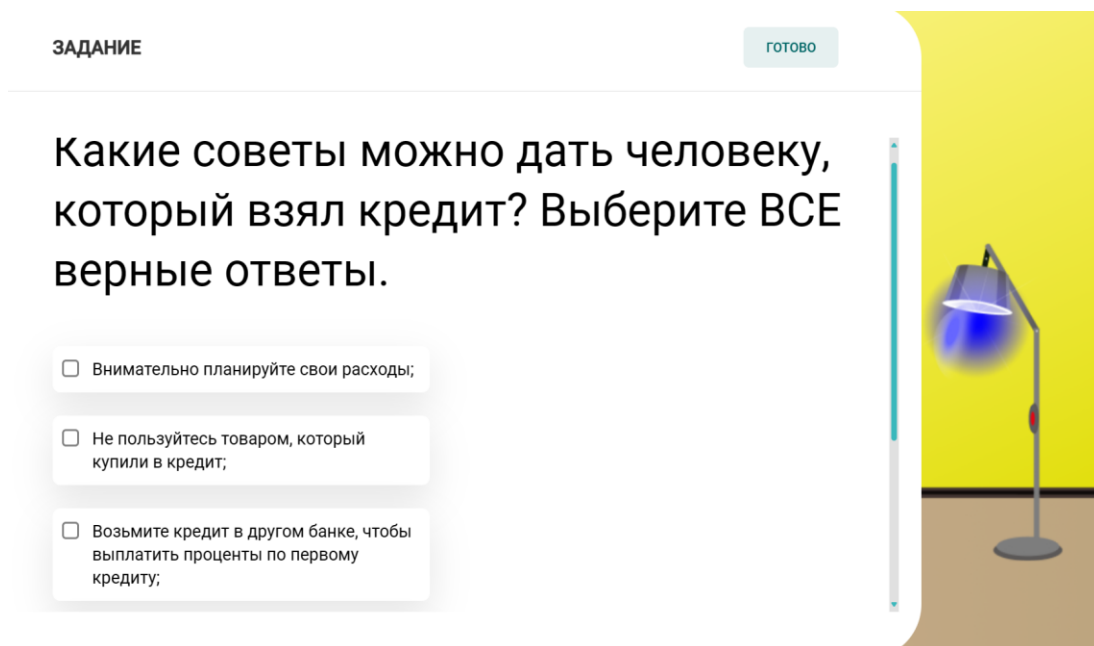 ЗАДАНИЕ
ГОТОВО
Какие советы можно дать человеку,
который взял кредит? Выберите ВСЕ
верные ответы.
Внимательно планируйте свои расходы;
Не пользуйтесь товаром, который
купили в кредит;
Возьмите кредит в другом банке, чтобы
выплатить проценты по первому
кредиту;